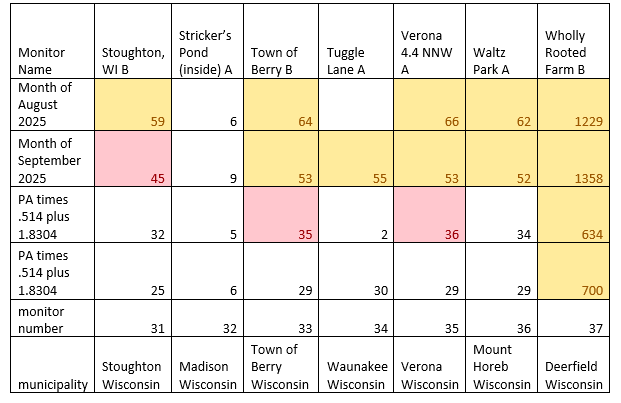 Monitor Name | Stoughton, WI B | Stricker's Pond (inside) A | Town of Berry B | Tuggle Lane A | Verona 4.4 NNW A | Waltz Park A | Wholly Rooted Farm B
Month of August 2025 | 59 | 6 | 64 | | 66 | 62 | 1229
Month of September 2025 | 45 | 9 | 53 | 55 | 53 | 52 | 1358
PA times .514 plus 1.8304 | 32 | 5 | 35 | 2 | 36 | 34 | 634
PA times .514 plus 1.8304 | 25 | 6 | 29 | 30 | 29 | 29 | 700
monitor number | 31 | 32 | 33 | 34 | 35 | 36 | 37
municipality | Stoughton Wisconsin | Madison Wisconsin | Town of Berry Wisconsin | Waunakee Wisconsin | Verona Wisconsin | Mount Horeb Wisconsin | Deerfield Wisconsin